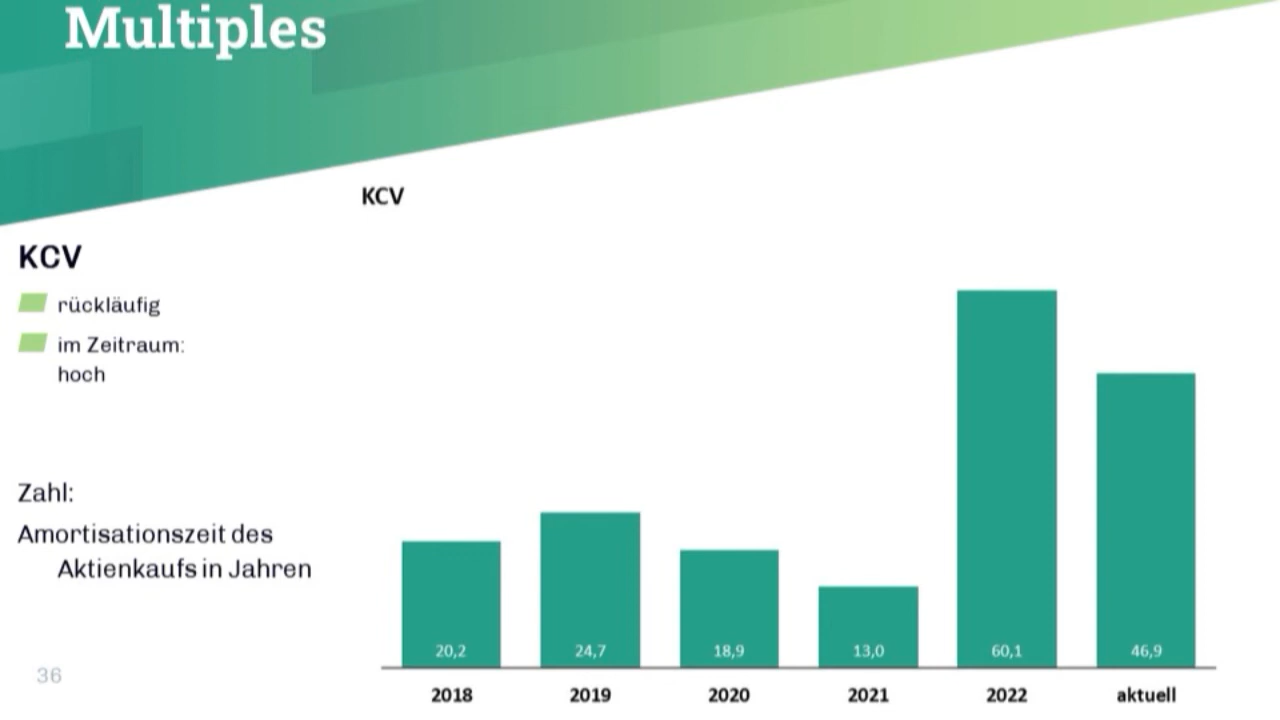 Multiples
KCV
KCV
rückläufig
im Zeitraum:
hoch
Zahl:
Amortisationszeit des
Aktienkaufs in Jahren
20,2 24,7 18,9 13,0 60,1 46,9
2018 2019 2020 2021 2022 aktuell
36